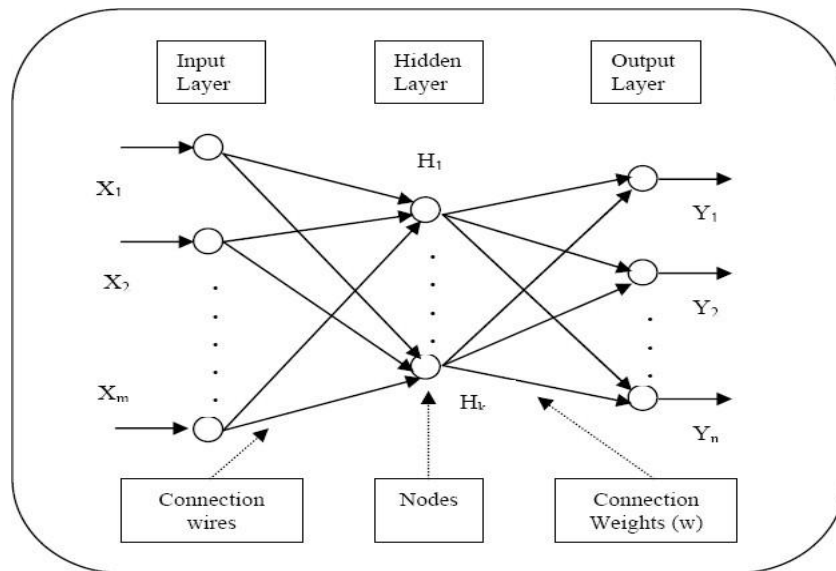 Input
Layer
Hidden
Layer
Output
Layer
H₁
X₁
Y₁
X₂
Y₂
Xₘ
Hₖ
Yₙ
Connection
wires
Nodes
Connection
Weights (w)